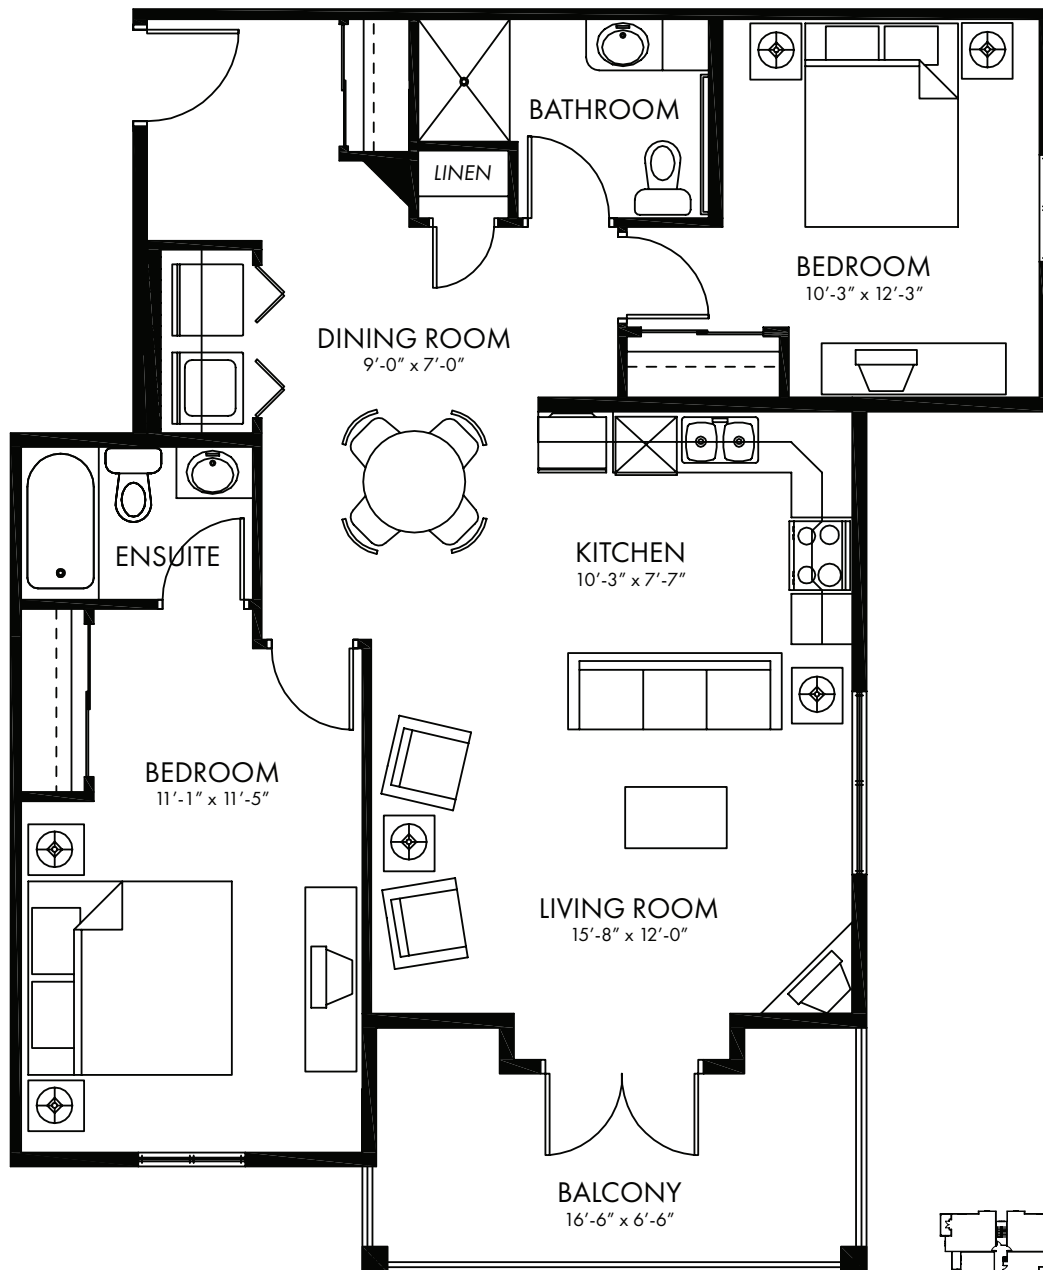 BATHROOM
LINEN
BEDROOM
10'-3" x 12'-3"
DINING ROOM
9'-0" x 7'-0"
ENSUITE
KITCHEN
10'-3" x 7'-7"
BEDROOM
11'-1" x 11'-5"
LIVING ROOM
15'-8" x 12'-0"
BALCONY
16'-6" x 6'-6"